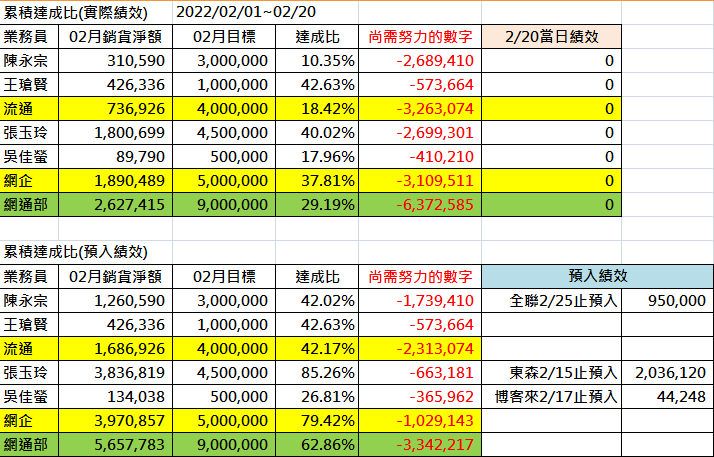 累積達成比(實際績效) 2022/02/01~02/20
業務員 02月銷貨淨額 02月目標 達成比 尚需努力的數字 2/20當日績效
陳永宗 310,590 3,000,000 10.35% -2,689,410 0
王瑲賢 426,336 1,000,000 42.63% -573,664 0
流通 736,926 4,000,000 18.42% -3,263,074 0
張玉玲 1,800,699 4,500,000 40.02% -2,699,301 0
吳佳螢 89,790 500,000 17.96% -410,210 0
網企 1,890,489 5,000,000 37.81% -3,109,511 0
網通部 2,627,415 9,000,000 29.19% -6,372,585 0
累積達成比(預入績效)
業務員 02月銷貨淨額 02月目標 達成比 尚需努力的數字 預入績效
陳永宗 1,260,590 3,000,000 42.02% -1,739,410 全聯2/25止預入 950,000
王瑲賢 426,336 1,000,000 42.63% -573,664
流通 1,686,926 4,000,000 42.17% -2,313,074
張玉玲 3,836,819 4,500,000 85.26% -663,181 東森2/15止預入 2,036,120
吳佳螢 134,038 500,000 26.81% -365,962 博客來2/17止預入 44,248
網企 3,970,857 5,000,000 79.42% -1,029,143
網通部 5,657,783 9,000,000 62.86% -3,342,217